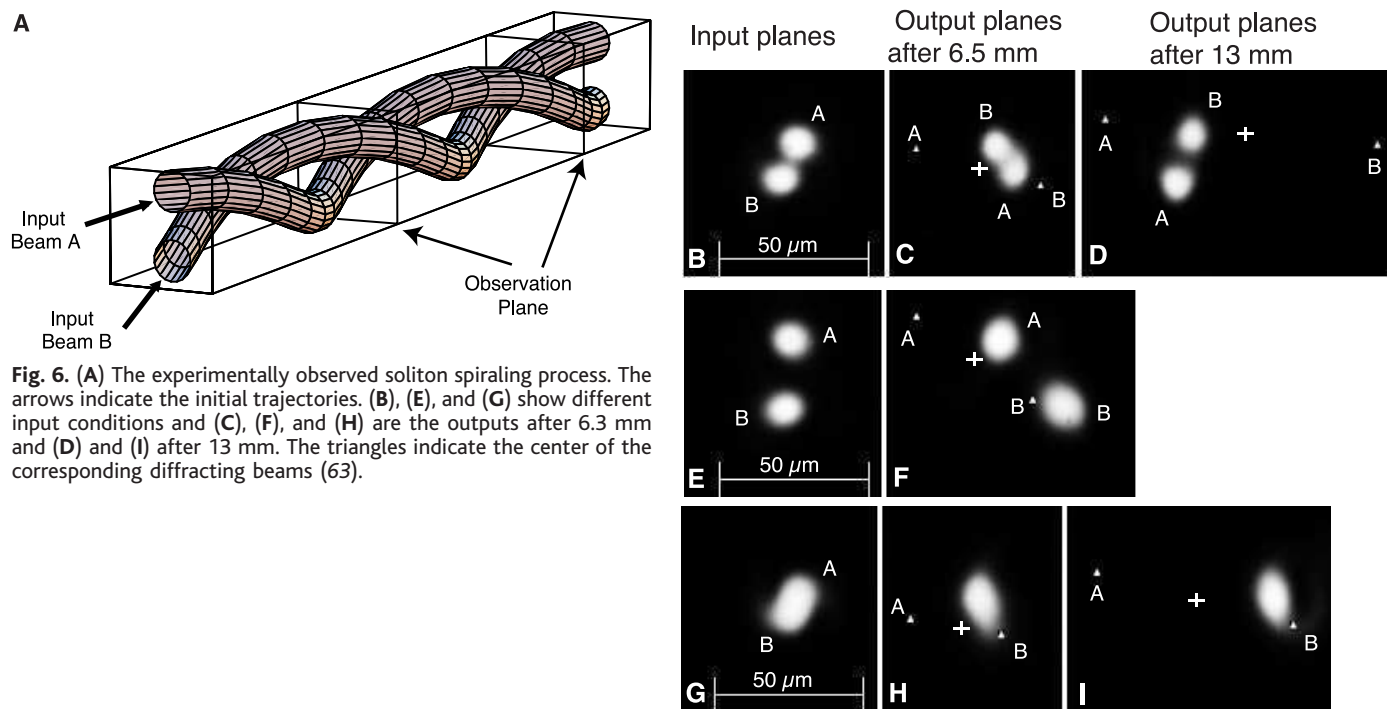 A
Input
Beam A
Input
Beam B
Observation
Plane
Fig. 6. (A) The experimentally observed soliton spiraling process. The
arrows indicate the initial trajectories. (B), (E), and (G) show different
input conditions and (C), (F), and (H) are the outputs after 6.3 mm
and (D) and (I) after 13 mm. The triangles indicate the center of the
corresponding diffracting beams (63).
Input planes
Output planes
after 6.5 mm
Output planes
after 13 mm
A
B
50 µm
B
B
A
A
B
C
B
A
A
B
D
A
B
50 µm
E
A
A
B
B
F
A
B
50 µm
G
A
B
H
A
B
I